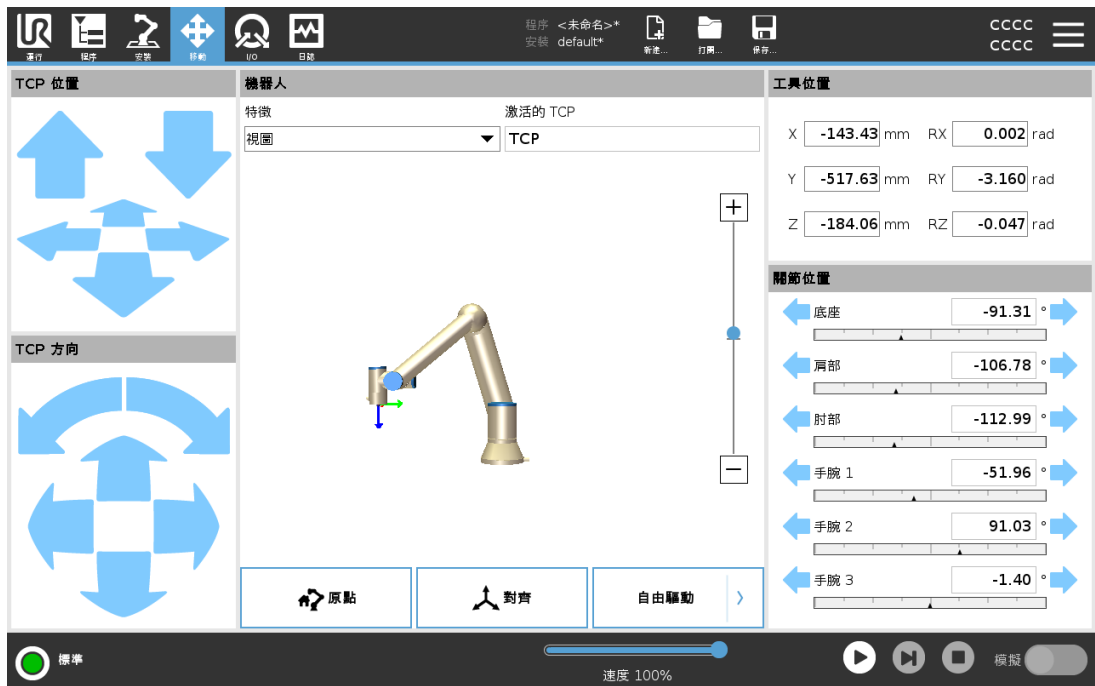 運行
程序
安裝
移動
I/O
日誌
程序 <未命名>*
安裝 default*
新建...
打開...
保存...
CCCC
CCCC
TCP 位置
機器人
特徵
激活的 TCP
視圖
TCP
TCP 方向
原點
對齊
自由驅動
工具位置
X -143.43 mm RX 0.002 rad
Y -517.63 mm RY -3.160 rad
Z -184.06 mm RZ -0.047 rad
關節位置
底座 -91.31 °
肩部 -106.78 °
肘部 -112.99 °
手腕 1 -51.96 °
手腕 2 91.03 °
手腕 3 -1.40 °
標準
速度 100%
模擬